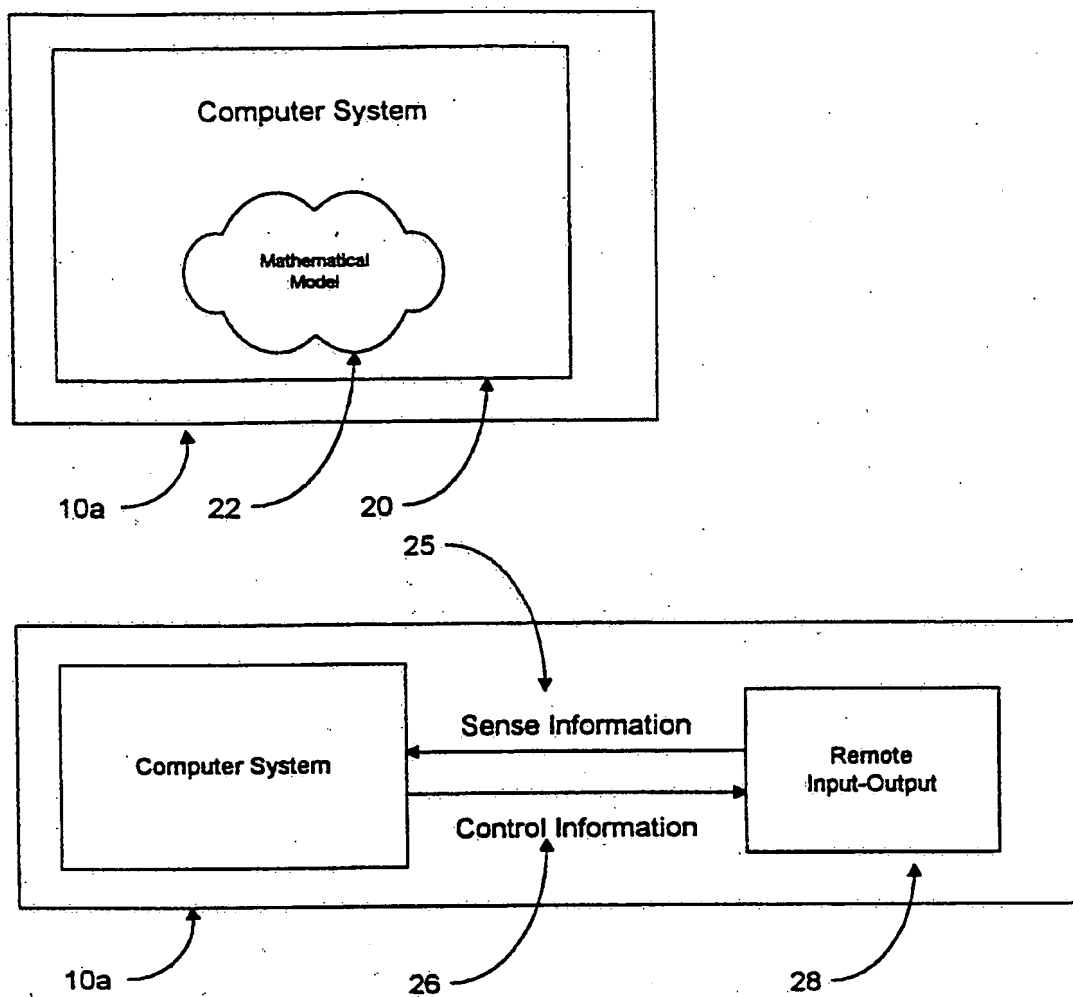 Computer System
Mathematical
Model
10a
22
20
25
Sense Information
Computer System
Remote
Input-Output
Control Information
10a
26
28